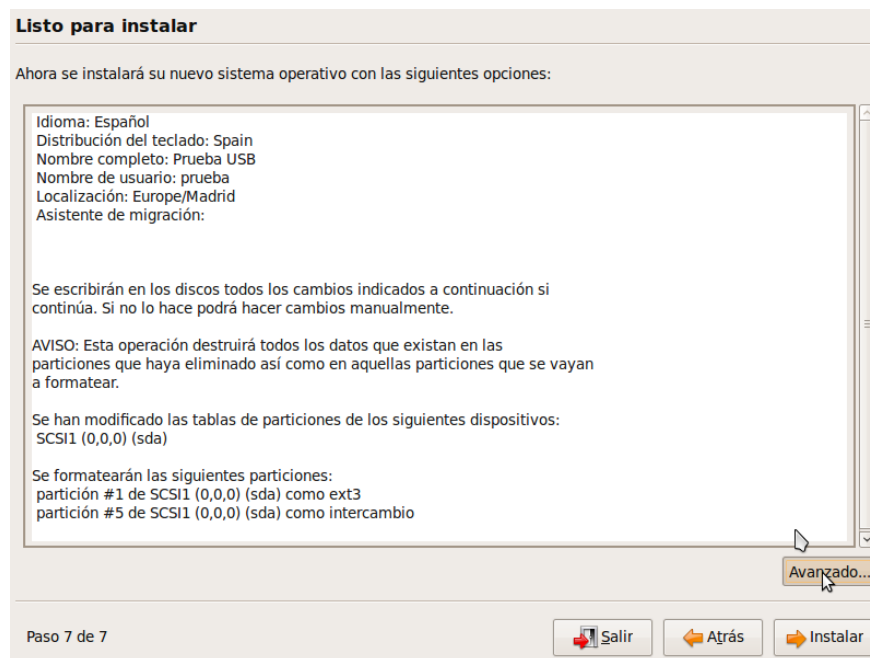 Listo para instalar
Ahora se instalará su nuevo sistema operativo con las siguientes opciones:
Idioma: Español
Distribución del teclado: Spain
Nombre completo: Prueba USB
Nombre de usuario: prueba
Localización: Europe/Madrid
Asistente de migración:
Se escribirán en los discos todos los cambios indicados a continuación si
continúa. Si no lo hace podrá hacer cambios manualmente.
AVISO: Esta operación destruirá todos los datos que existan en las
particiones que haya eliminado así como en aquellas particiones que se vayan
a formatear.
Se han modificado las tablas de particiones de los siguientes dispositivos:
SCSI1 (0,0,0) (sda)
Se formatearán las siguientes particiones:
partición #1 de SCSI1 (0,0,0) (sda) como ext3
partición #5 de SCSI1 (0,0,0) (sda) como intercambio
Avanzado...
Paso 7 de 7
Salir
Atrás
Instalar